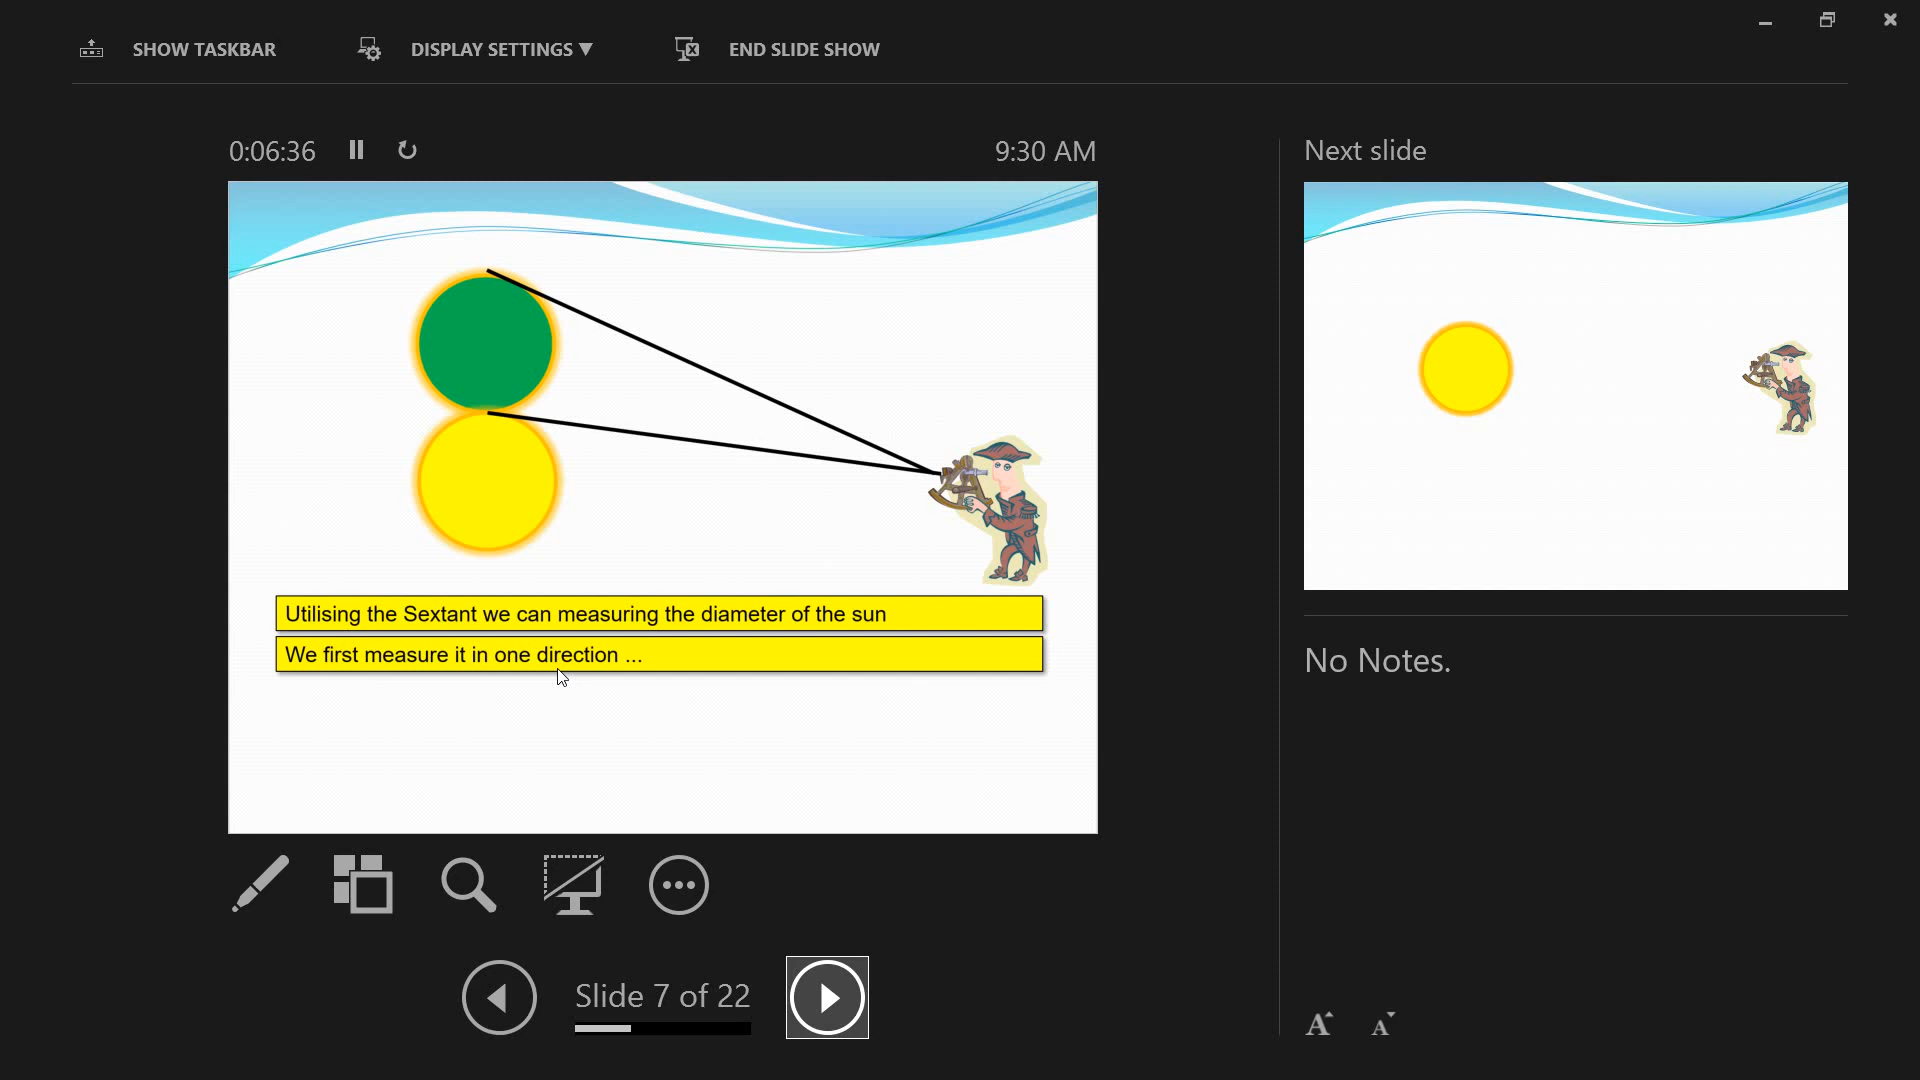 SHOW TASKBAR
DISPLAY SETTINGS ▼
END SLIDE SHOW
0:06:36
9:30 AM
Next slide
Utilising the Sextant we can measuring the diameter of the sun
We first measure it in one direction ...
No Notes.
Slide 7 of 22
A
A